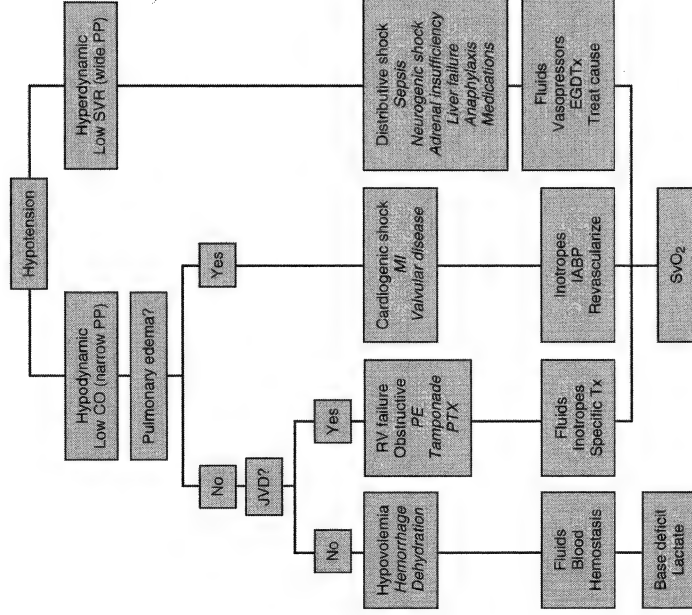 Hypotension
Hypodynamic
Low CO (narrow PP)
Hyperdynamic
Low SVR (wide PP)
Pulmonary edema?
No
Yes
JVD?
No
Yes
Hypovolemia
Hemorrhage
Dehydration
RV failure
Obstructive
PE
Tamponade
PTX
Cardiogenic shock
MI
Valvular disease
Distributive shock
Sepsis
Neurogenic shock
Adrenal insufficiency
Liver failure
Anaphylaxis
Medications
Fluids
Blood
Hemostasis
Fluids
Inotropes
Specific Tx
Inotropes
IABP
Revascularize
Fluids
Vasopressors
EGDTx
Treat cause
Base deficit
Lactate
SvO₂